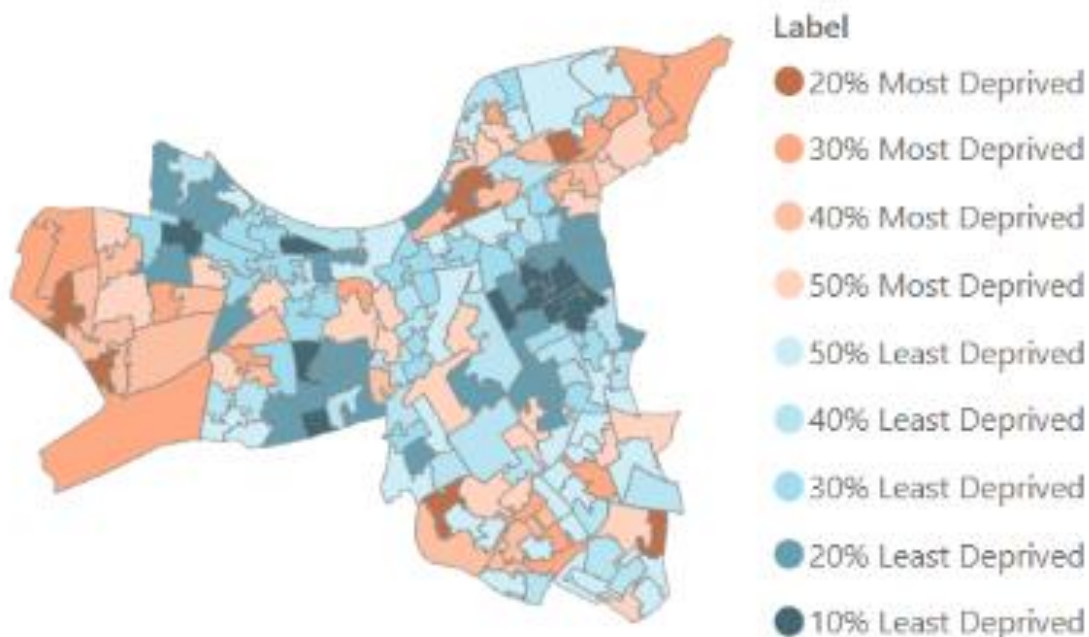 Label
20% Most Deprived
30% Most Deprived
40% Most Deprived
50% Most Deprived
50% Least Deprived
40% Least Deprived
30% Least Deprived
20% Least Deprived
10% Least Deprived